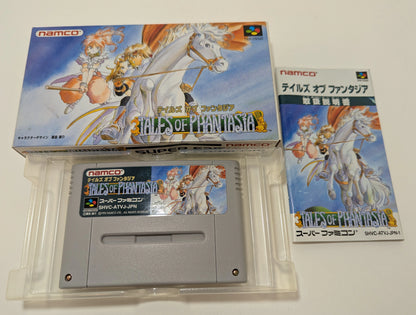 namco
テイルズ オブ ファンタジア
TALES OF PHANTASIA
SUPER
namco
テイルズ オブ ファンタジア
TALES OF PHANTASIA
スーパーファミコン
SHVC-ATVJ-JPN
namco
テイルズ オブ ファンタジア
取扱説明書
TALES OF PHANTASIA
スーパーファミコン
SHVC-ATVJ-JPN-1